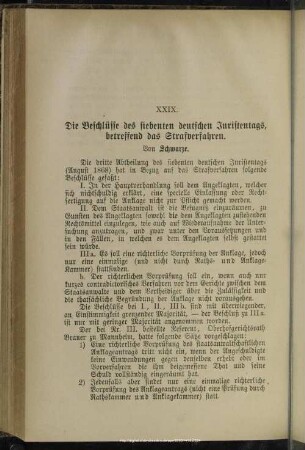 XXIX.
Die Beschlüsse des siebenten deutschen Juristentags,
betreffend das Strafverfahren.
Von Schwarze.
Die dritte Abtheilung des siebenten deutschen Juristentags
(August 1868) hat in Bezug auf das Strafverfahren folgende
Beschlüsse gefaßt:
I. In der Hauptverhandlung soll dem Angeklagten, welcher
sich nichtschuldig erklärt, eine specielle Einlassung oder Recht-
fertigung auf die Anklage nicht zur Pflicht gemacht werden.
II. Dem Staatsanwalt ist die Befugniß einzuräumen, zu
Gunsten des Angeklagten sowohl die dem Angeklagten zustehenden
Rechtsmittel einzulegen, wie auch Wiederaufnahme der Unter-
suchung anzutragen, und zwar unter den Voraussetzungen und
in den Fällen, in welchen es dem Angeklagten selbst gestattet
sein würde.
IIIa. Es soll eine richterliche Vorprüfung der Anklage, jedoch
nur eine einmalige (und nicht durch Raths- und Anklage-
Kammer) stattfinden.
b. Der richterlichen Vorprüfung soll ein, wenn auch nur
kurzes contradictorisches Verfahren vor dem Gerichte zwischen dem
Staatsanwalte und dem Vertheidiger über die Zulässigkeit und
die thatsächliche Begründung der Anklage nicht vorausgehen.
Die Beschlüsse bei I., II., IIIb. sind mit überwiegender,
an Einstimmigkeit grenzender Majorität, — der Beschluß zu IIIa.
ist nur mit geringer Majorität angenommen worden.
Der bei Nr. III. bestellte Referent, Oberhofgerichtsrath
Brauer zu Mannheim, hatte folgende Sätze vorgeschlagen:
1) Eine richterliche Vorprüfung des staatsanwaltschaftlichen
Anklageantrags tritt nicht ein, wenn der Angeschuldigte
keine Einwendungen gegen denselben erhebt und im
Vorverfahren die ihm beigemessene That und seine
Schuld vollständig eingeräumt hat.
2) Jedenfalls aber findet nur eine einmalige richterliche
Vorprüfung des Anklageantrags (nicht eine Prüfung durch
Rathskammer und Anklagekammer) statt.